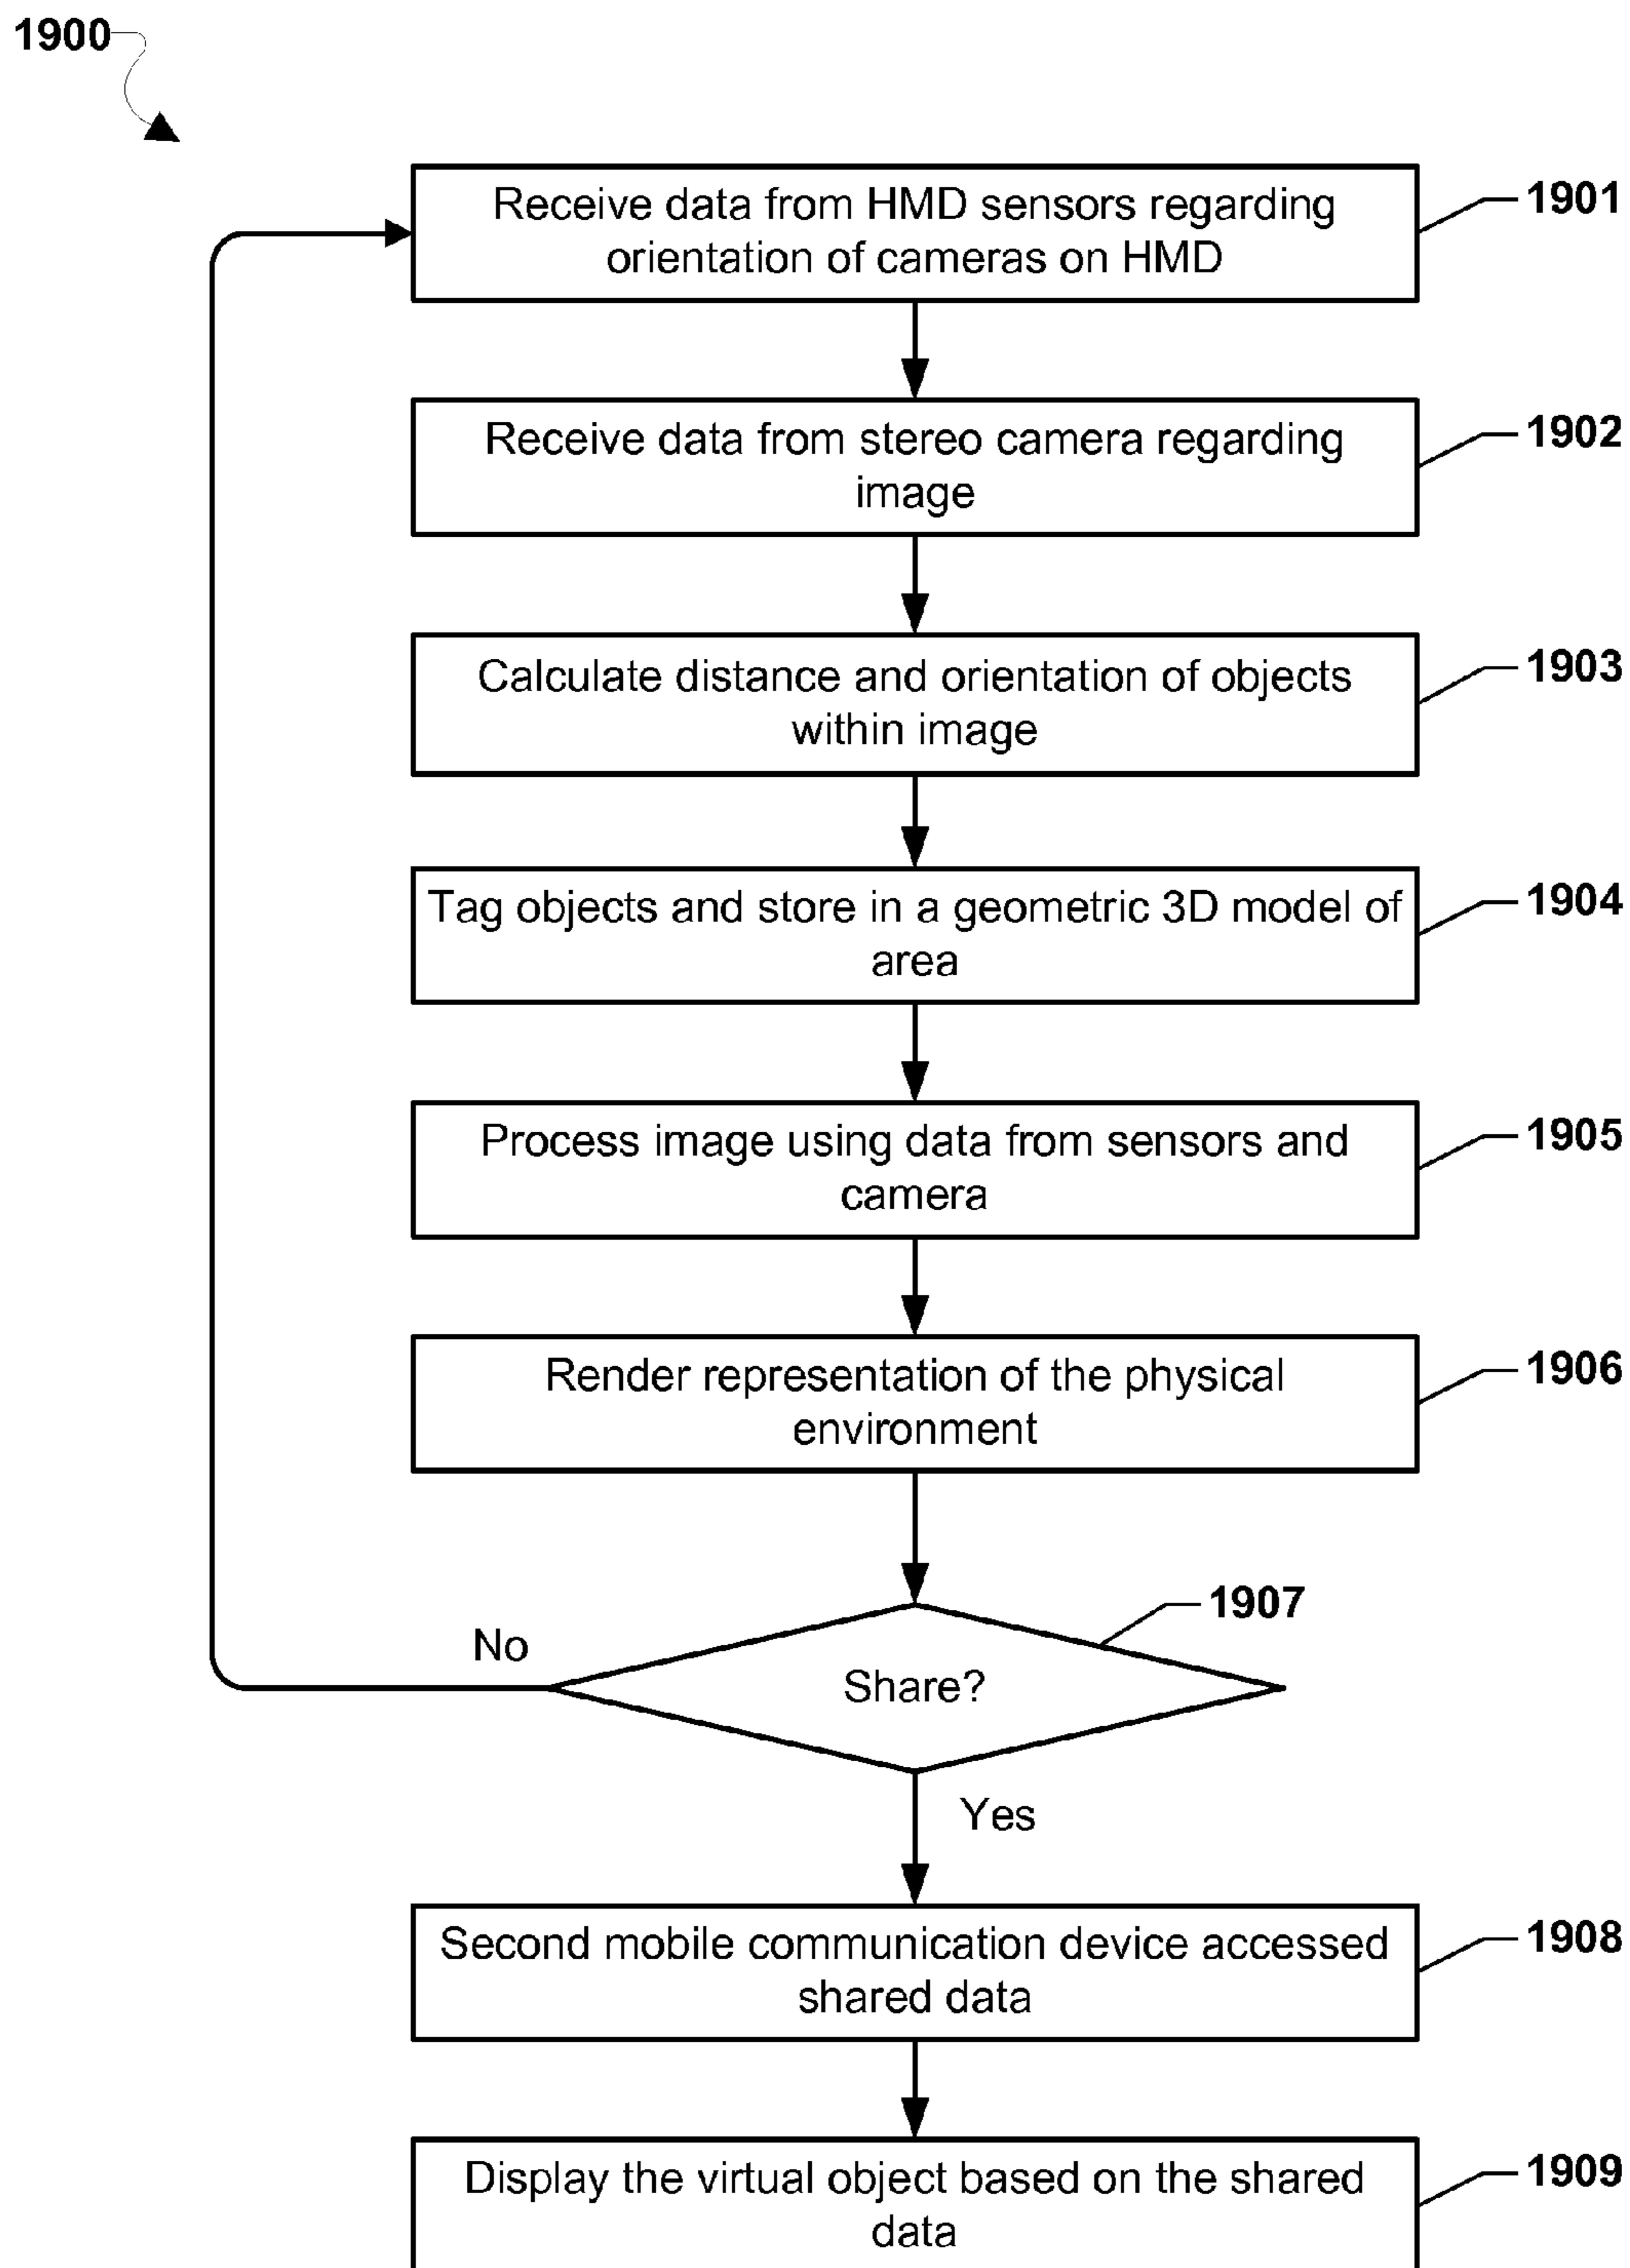 1900
Receive data from HMD sensors regarding
orientation of cameras on HMD
1901
Receive data from stereo camera regarding
image
1902
Calculate distance and orientation of objects
within image
1903
Tag objects and store in a geometric 3D model of
area
1904
Process image using data from sensors and
camera
1905
Render representation of the physical
environment
1906
1907
No
Share?
Yes
Second mobile communication device accessed
shared data
1908
Display the virtual object based on the shared
data
1909